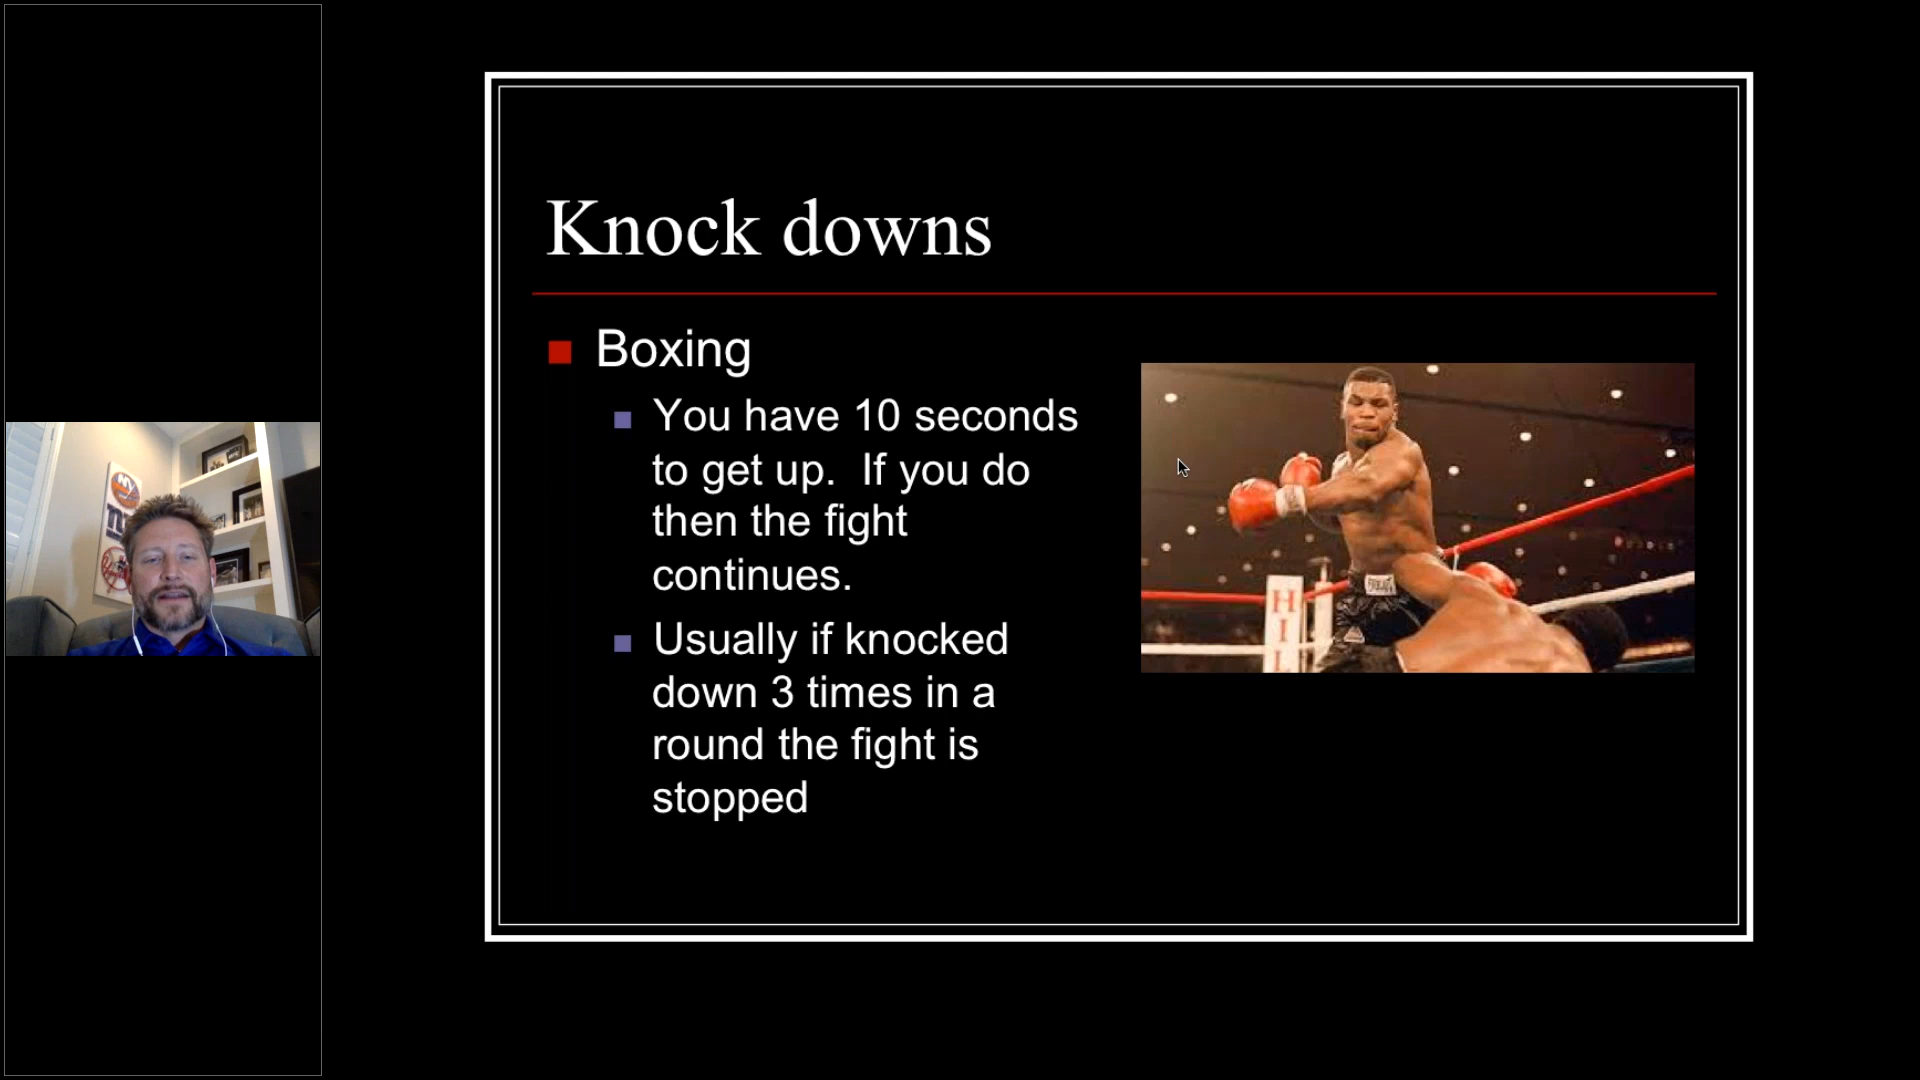 Knock downs
Boxing
You have 10 seconds
to get up.  If you do
then the fight
continues.
Usually if knocked
down 3 times in a
round the fight is
stopped
NY
H
I
L